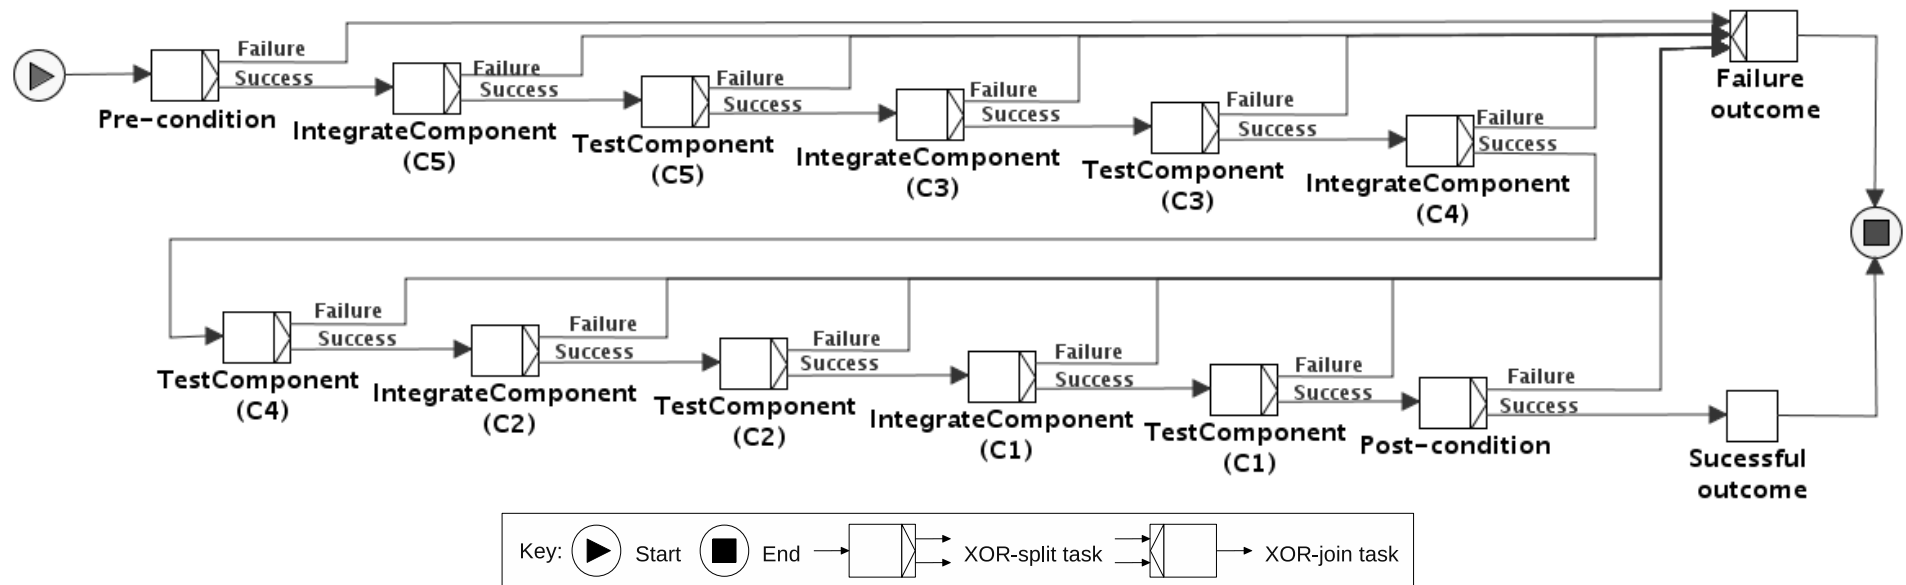 Failure
Success
Pre-condition
Failure
Success
IntegrateComponent
(C5)
Failure
Success
TestComponent
(C5)
Failure
Success
IntegrateComponent
(C3)
Failure
Success
TestComponent
(C3)
Failure
Success
IntegrateComponent
(C4)
Failure
outcome
Failure
Success
TestComponent
(C4)
Failure
Success
IntegrateComponent
(C2)
Failure
Success
TestComponent
(C2)
Failure
Success
IntegrateComponent
(C1)
Failure
Success
TestComponent
(C1)
Failure
Success
Post-condition
Sucessful
outcome
Key:
Start
End
XOR-split task
XOR-join task